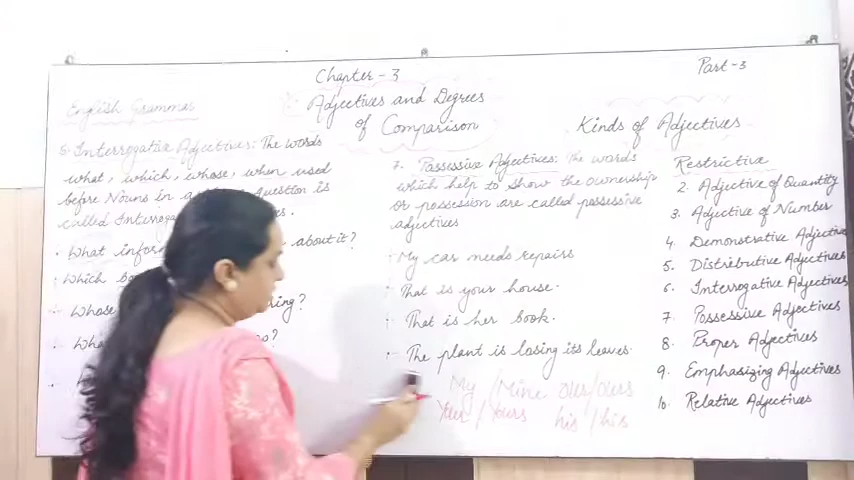 Chapter - 3
Part - 3
English Grammar
Adjectives and Degrees
of Comparison
Kinds of Adjectives
Interrogative Adjectives: The words
what, which, whose, when used
before Nouns in a Question is
called
What
about it?
Which
Whose
7. Possessive Adjectives: The words
which help to show the ownership
or possession are called possessive
adjectives
My car needs repairs
That is your house.
That is her book.
The plant is losing its leaves.
My / Mine ours/ours
Your / Yours his / his
Restrictive
2. Adjective of Quantity
3. Adjective of Number
4. Demonstrative Adjectives
5. Distributive Adjectives
6. Interrogative Adjectives
7. Possessive Adjectives
8. Proper Adjectives
9. Emphasizing Adjectives
10. Relative Adjectives